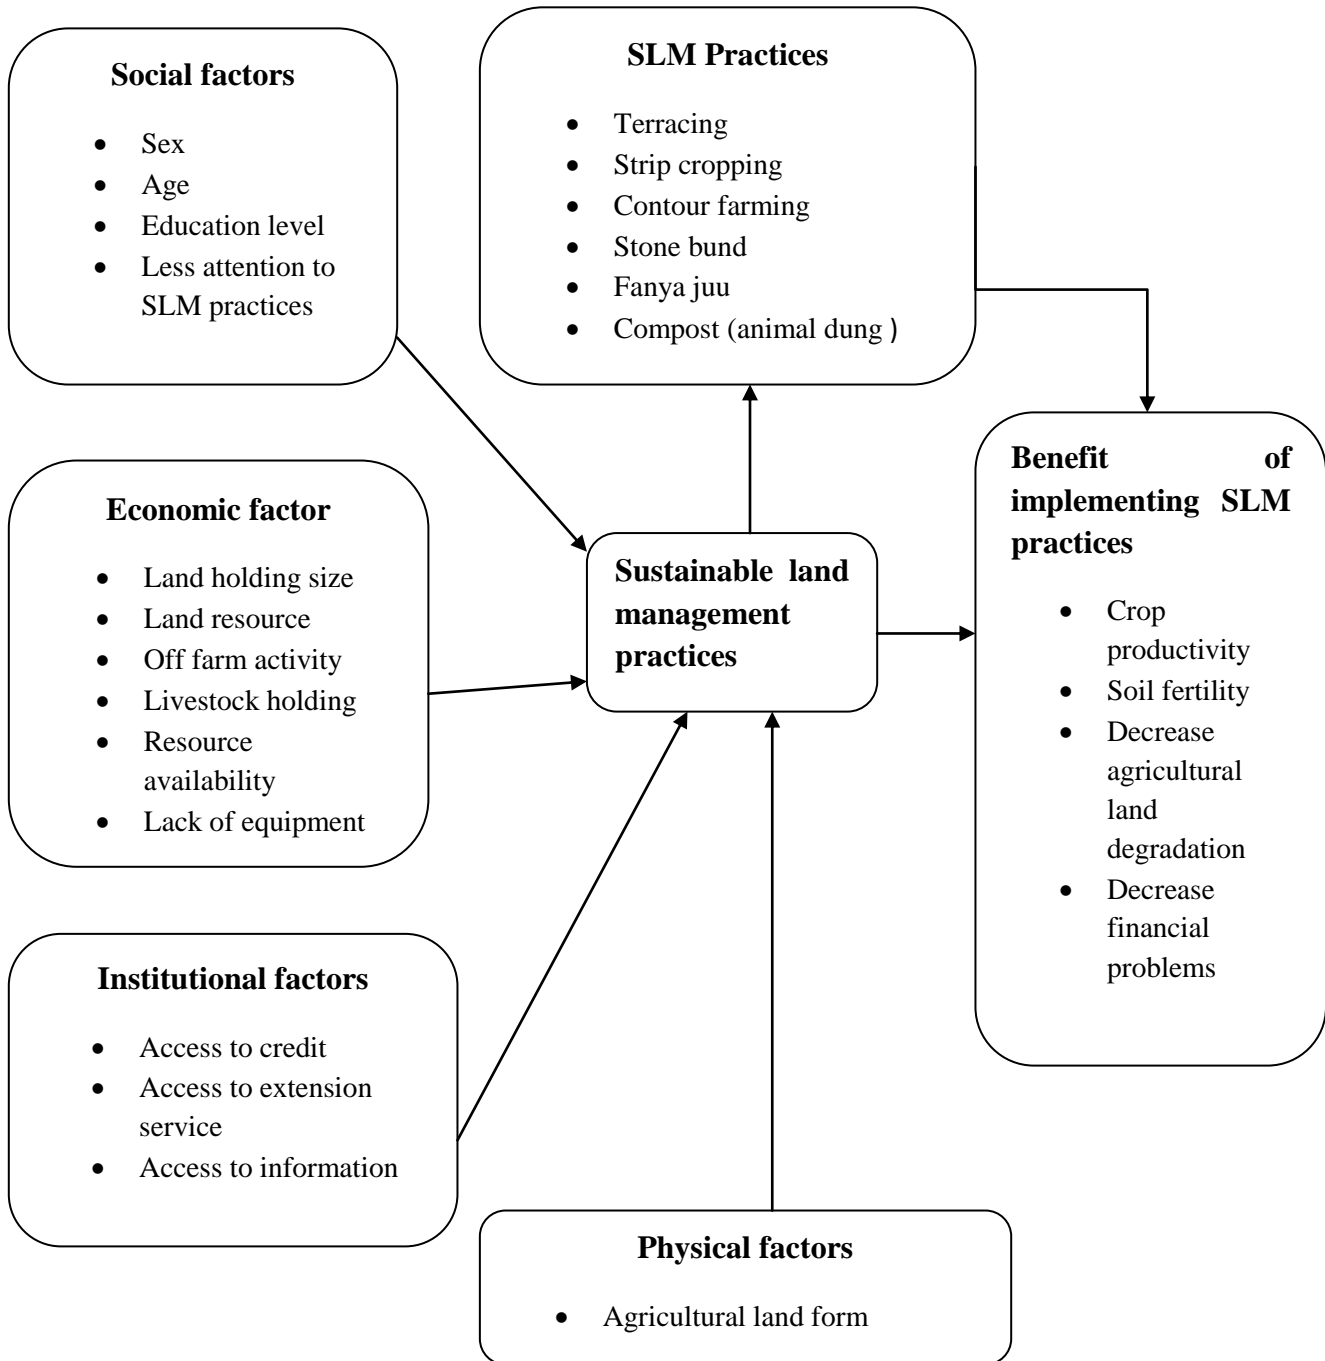 Social factors
Sex
Age
Education level
Less attention to
SLM practices
SLM Practices
Terracing
Strip cropping
Contour farming
Stone bund
Fanya juu
Compost (animal dung )
Economic factor
Land holding size
Land resource
Off farm activity
Livestock holding
Resource
availability
Lack of equipment
Sustainable land
management
practices
Benefit of
implementing SLM
practices
Crop
productivity
Soil fertility
Decrease
agricultural
land
degradation
Decrease
financial
problems
Institutional factors
Access to credit
Access to extension
service
Access to information
Physical factors
Agricultural land form